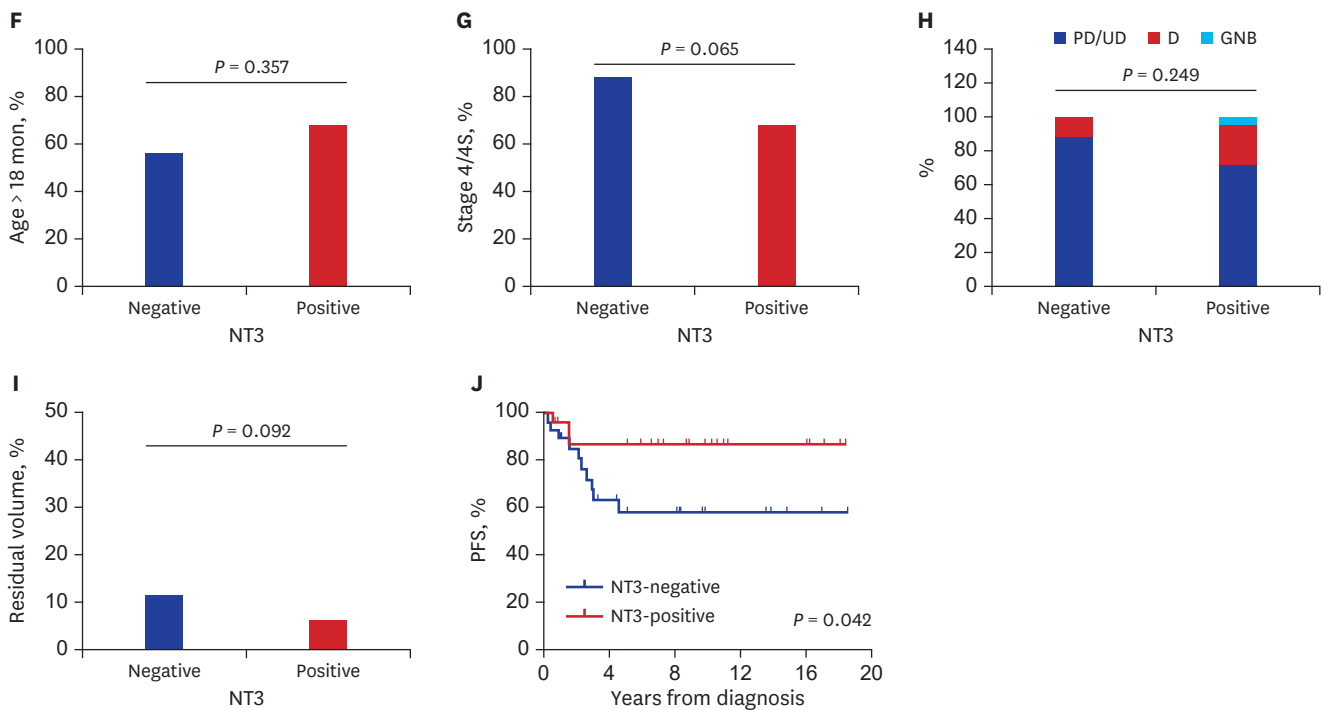 F
Age > 18 mon, %
100
80
60
40
20
0
P = 0.357
Negative
Positive
NT3
G
Stage 4/4S, %
100
80
60
40
20
0
P = 0.065
Negative
Positive
NT3
H
PD/UD D GNB
%
140
120
100
80
60
40
20
0
P = 0.249
Negative
Positive
NT3
I
Residual volume, %
50
40
30
20
10
0
P = 0.092
Negative
Positive
NT3
J
PFS, %
100
80
60
40
20
0
NT3-negative
NT3-positive
P = 0.042
0 4 8 12 16 20
Years from diagnosis